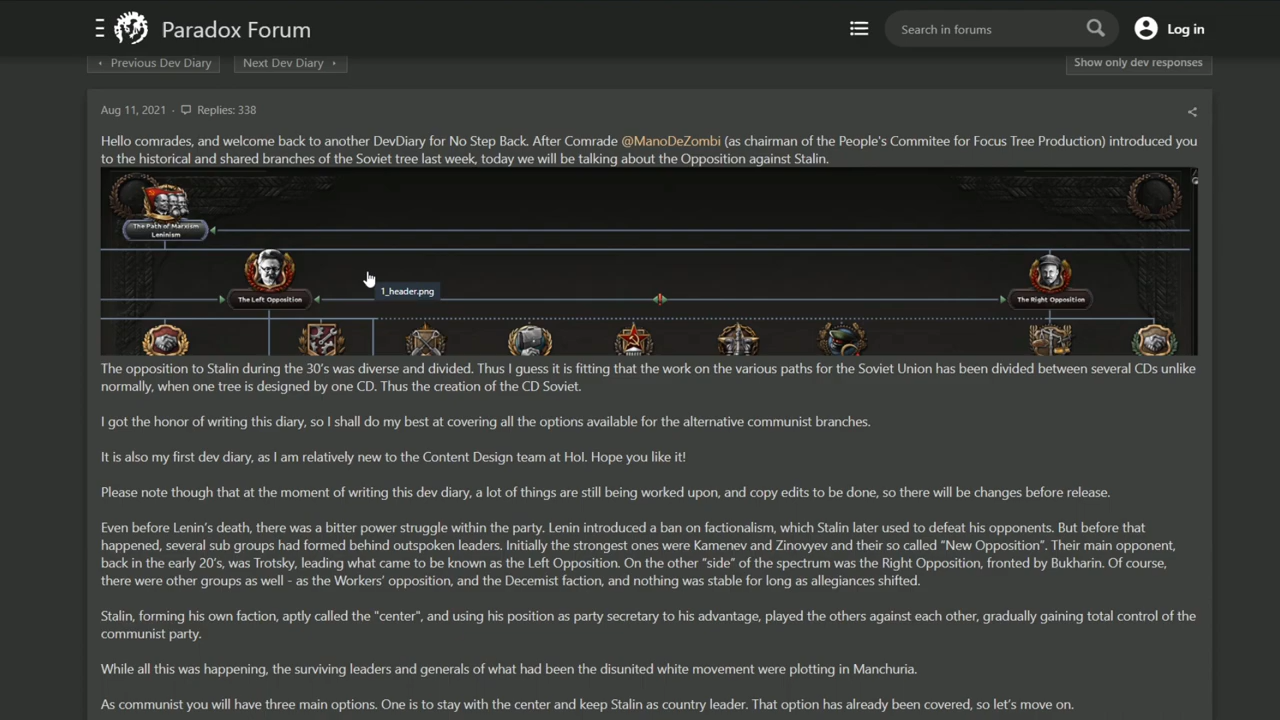 Paradox Forum
Search in forums
Log in
Previous Dev Diary
Next Dev Diary
Show only dev responses
Aug 11, 2021 · Replies: 338
Hello comrades, and welcome back to another DevDiary for No Step Back. After Comrade @ManoDeZombi (as chairman of the People's Commitee for Focus Tree Production) introduced you
to the historical and shared branches of the Soviet tree last week, today we will be talking about the Opposition against Stalin.
The Path of Marxism
Leninism
1_header.png
The Left Opposition
The Right Opposition
The opposition to Stalin during the 30's was diverse and divided. Thus I guess it is fitting that the work on the various paths for the Soviet Union has been divided between several CDs unlike
normally, when one tree is designed by one CD. Thus the creation of the CD Soviet.
I got the honor of writing this diary, so I shall do my best at covering all the options available for the alternative communist branches.
It is also my first dev diary, as I am relatively new to the Content Design team at HoI. Hope you like it!
Please note though that at the moment of writing this dev diary, a lot of things are still being worked upon, and copy edits to be done, so there will be changes before release.
Even before Lenin's death, there was a bitter power struggle within the party. Lenin introduced a ban on factionalism, which Stalin later used to defeat his opponents. But before that
happened, several sub groups had formed behind outspoken leaders. Initially the strongest ones were Kamenev and Zinovyev and their so called “New Opposition”. Their main opponent,
back in the early 20's, was Trotsky, leading what came to be known as the Left Opposition. On the other “side” of the spectrum was the Right Opposition, fronted by Bukharin. Of course,
there were other groups as well - as the Workers' opposition, and the Decemist faction, and nothing was stable for long as allegiances shifted.
Stalin, forming his own faction, aptly called the "center", and using his position as party secretary to his advantage, played the others against each other, gradually gaining total control of the
communist party.
While all this was happening, the surviving leaders and generals of what had been the disunited white movement were plotting in Manchuria.
As communist you will have three main options. One is to stay with the center and keep Stalin as country leader. That option has already been covered, so let's move on.